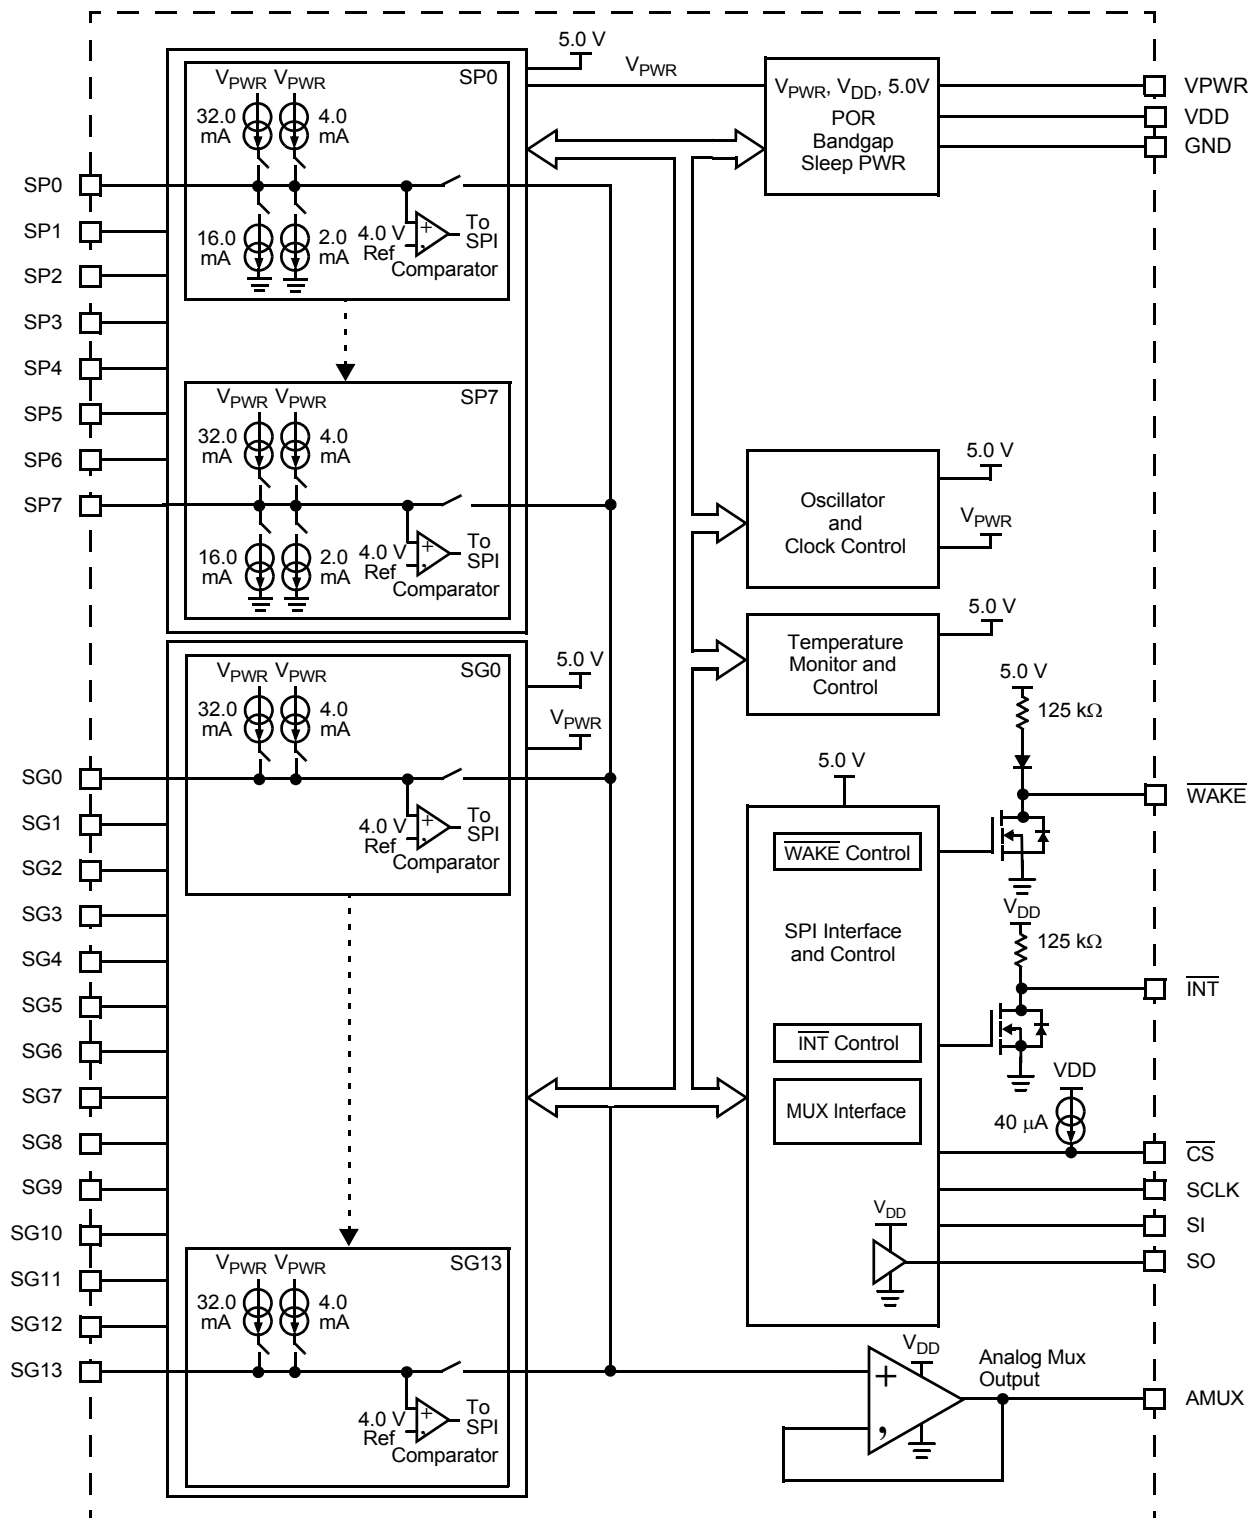 5.0 V
VPWR
VPWR VPWR SP0
32.0 mA
4.0 mA
16.0 mA
2.0 mA
4.0 V Ref
+
-
To SPI
Comparator
VPWR, VDD, 5.0V
POR
Bandgap
Sleep PWR
VPWR
VDD
GND
SP0
SP1
SP2
SP3
SP4
SP5
SP6
SP7
VPWR VPWR SP7
32.0 mA
4.0 mA
16.0 mA
2.0 mA
4.0 V Ref
+
-
To SPI
Comparator
Oscillator
and
Clock Control
5.0 V
VPWR
Temperature
Monitor and
Control
5.0 V
VPWR VPWR SG0
32.0 mA
4.0 mA
4.0 V Ref
+
-
To SPI
Comparator
5.0 V
VPWR
SG0
SG1
SG2
SG3
SG4
SG5
SG6
SG7
SG8
SG9
SG10
SG11
SG12
SG13
VPWR VPWR SG13
32.0 mA
4.0 mA
4.0 V Ref
+
-
To SPI
Comparator
5.0 V
WAKE Control
SPI Interface
and Control
INT Control
MUX Interface
VDD
5.0 V
125 kΩ
WAKE
VDD
125 kΩ
INT
VDD
40 μA
CS
SCLK
SI
SO
VDD
+
,
Analog Mux
Output
AMUX